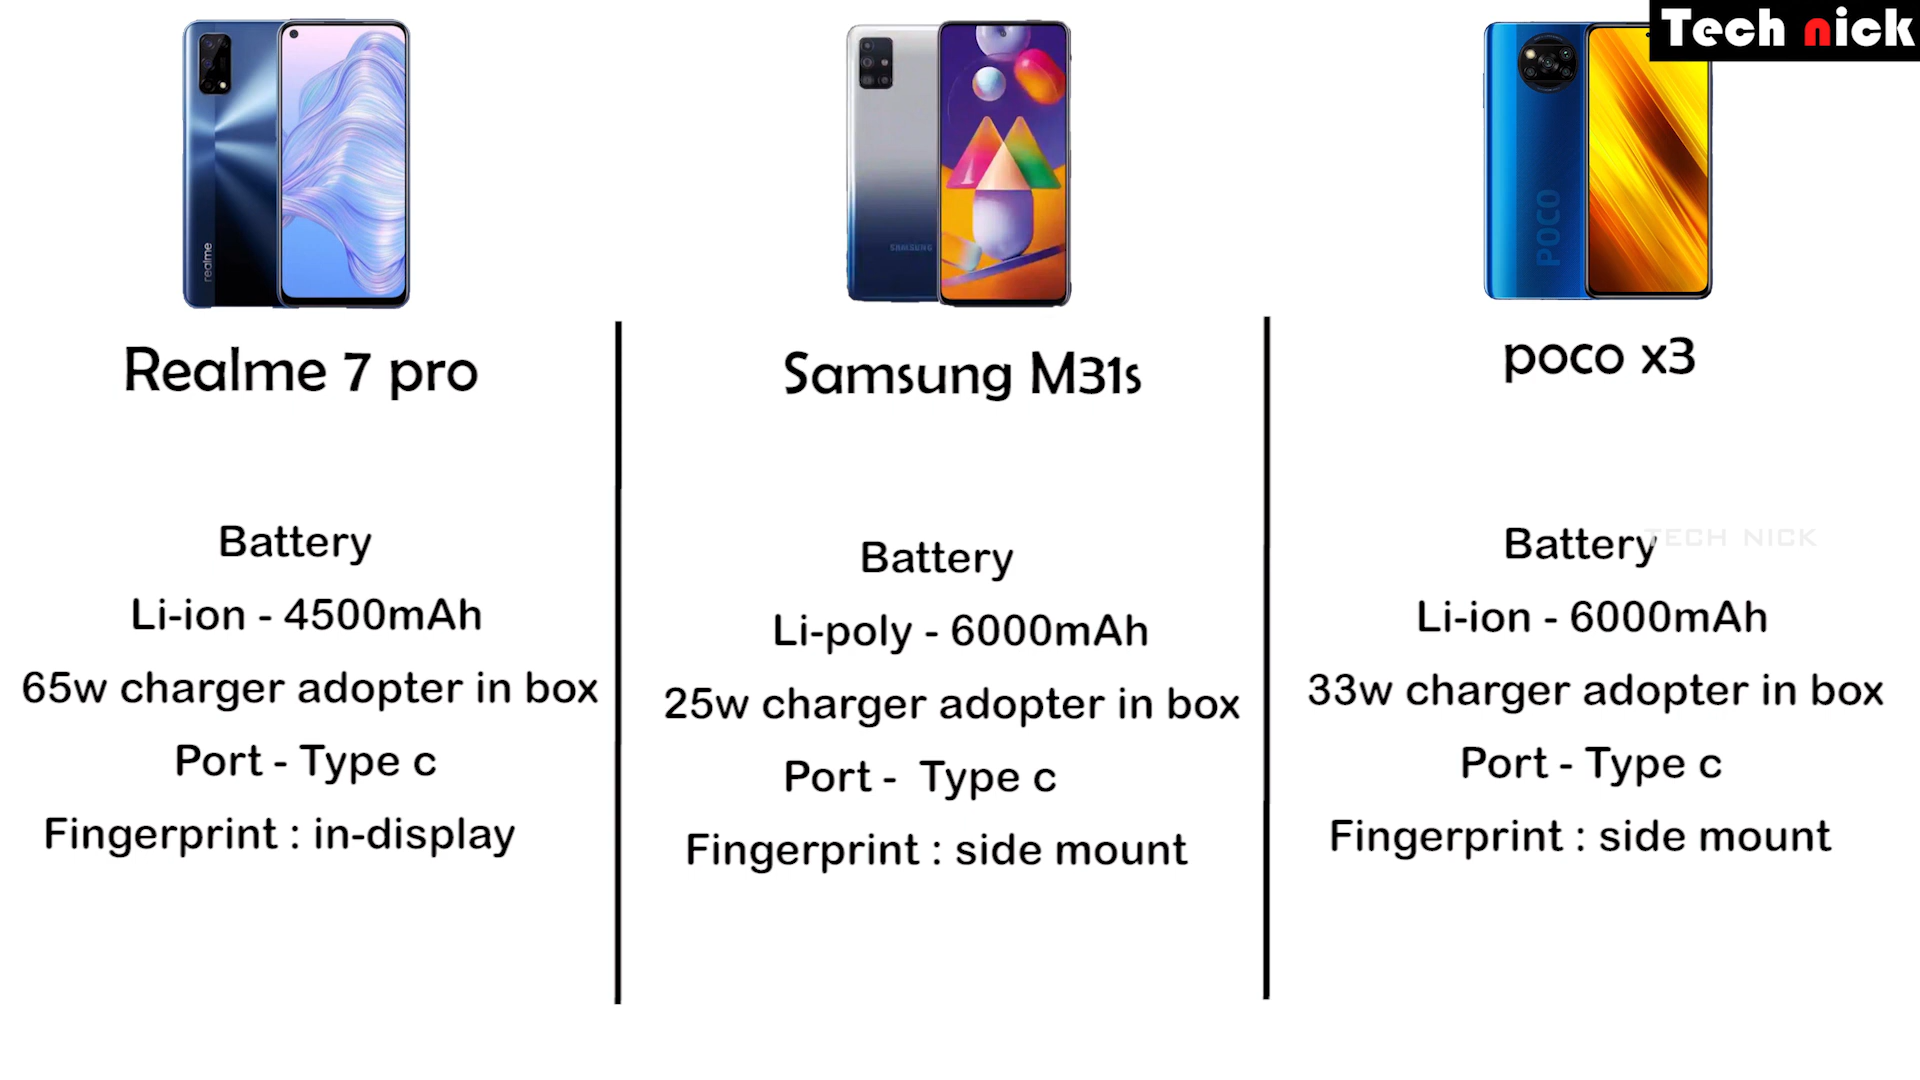 Tech nick
realme
SAMSUNG
POCO
Realme 7 pro
Battery
Li-ion - 4500mAh
65w charger adopter in box
Port - Type c
Fingerprint : in-display
Samsung M31s
Battery
Li-poly - 6000mAh
25w charger adopter in box
Port - Type c
Fingerprint : side mount
poco x3
Battery
TECH NICK
Li-ion - 6000mAh
33w charger adopter in box
Port - Type c
Fingerprint : side mount